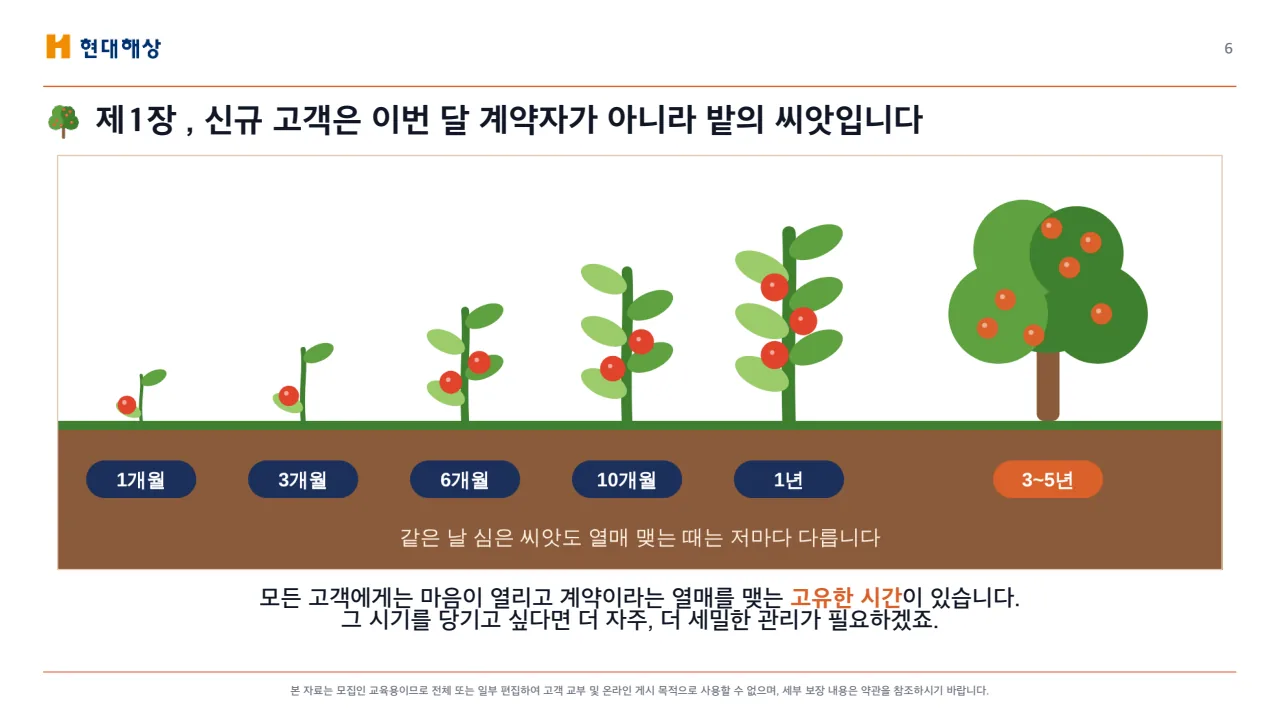 현대해상
6
제1장 , 신규 고객은 이번 달 계약자가 아니라 밭의 씨앗입니다
1개월
3개월
6개월
10개월
1년
3~5년
같은 날 심은 씨앗도 열매 맺는 때는 저마다 다릅니다
모든 고객에게는 마음이 열리고 계약이라는 열매를 맺는 고유한 시간이 있습니다.
그 시기를 당기고 싶다면 더 자주, 더 세밀한 관리가 필요하겠죠.
본 자료는 모집인 교육용이므로 전체 또는 일부 편집하여 고객 교부 및 온라인 게시 목적으로 사용할 수 없으며, 세부 보장 내용은 약관을 참조하시기 바랍니다.